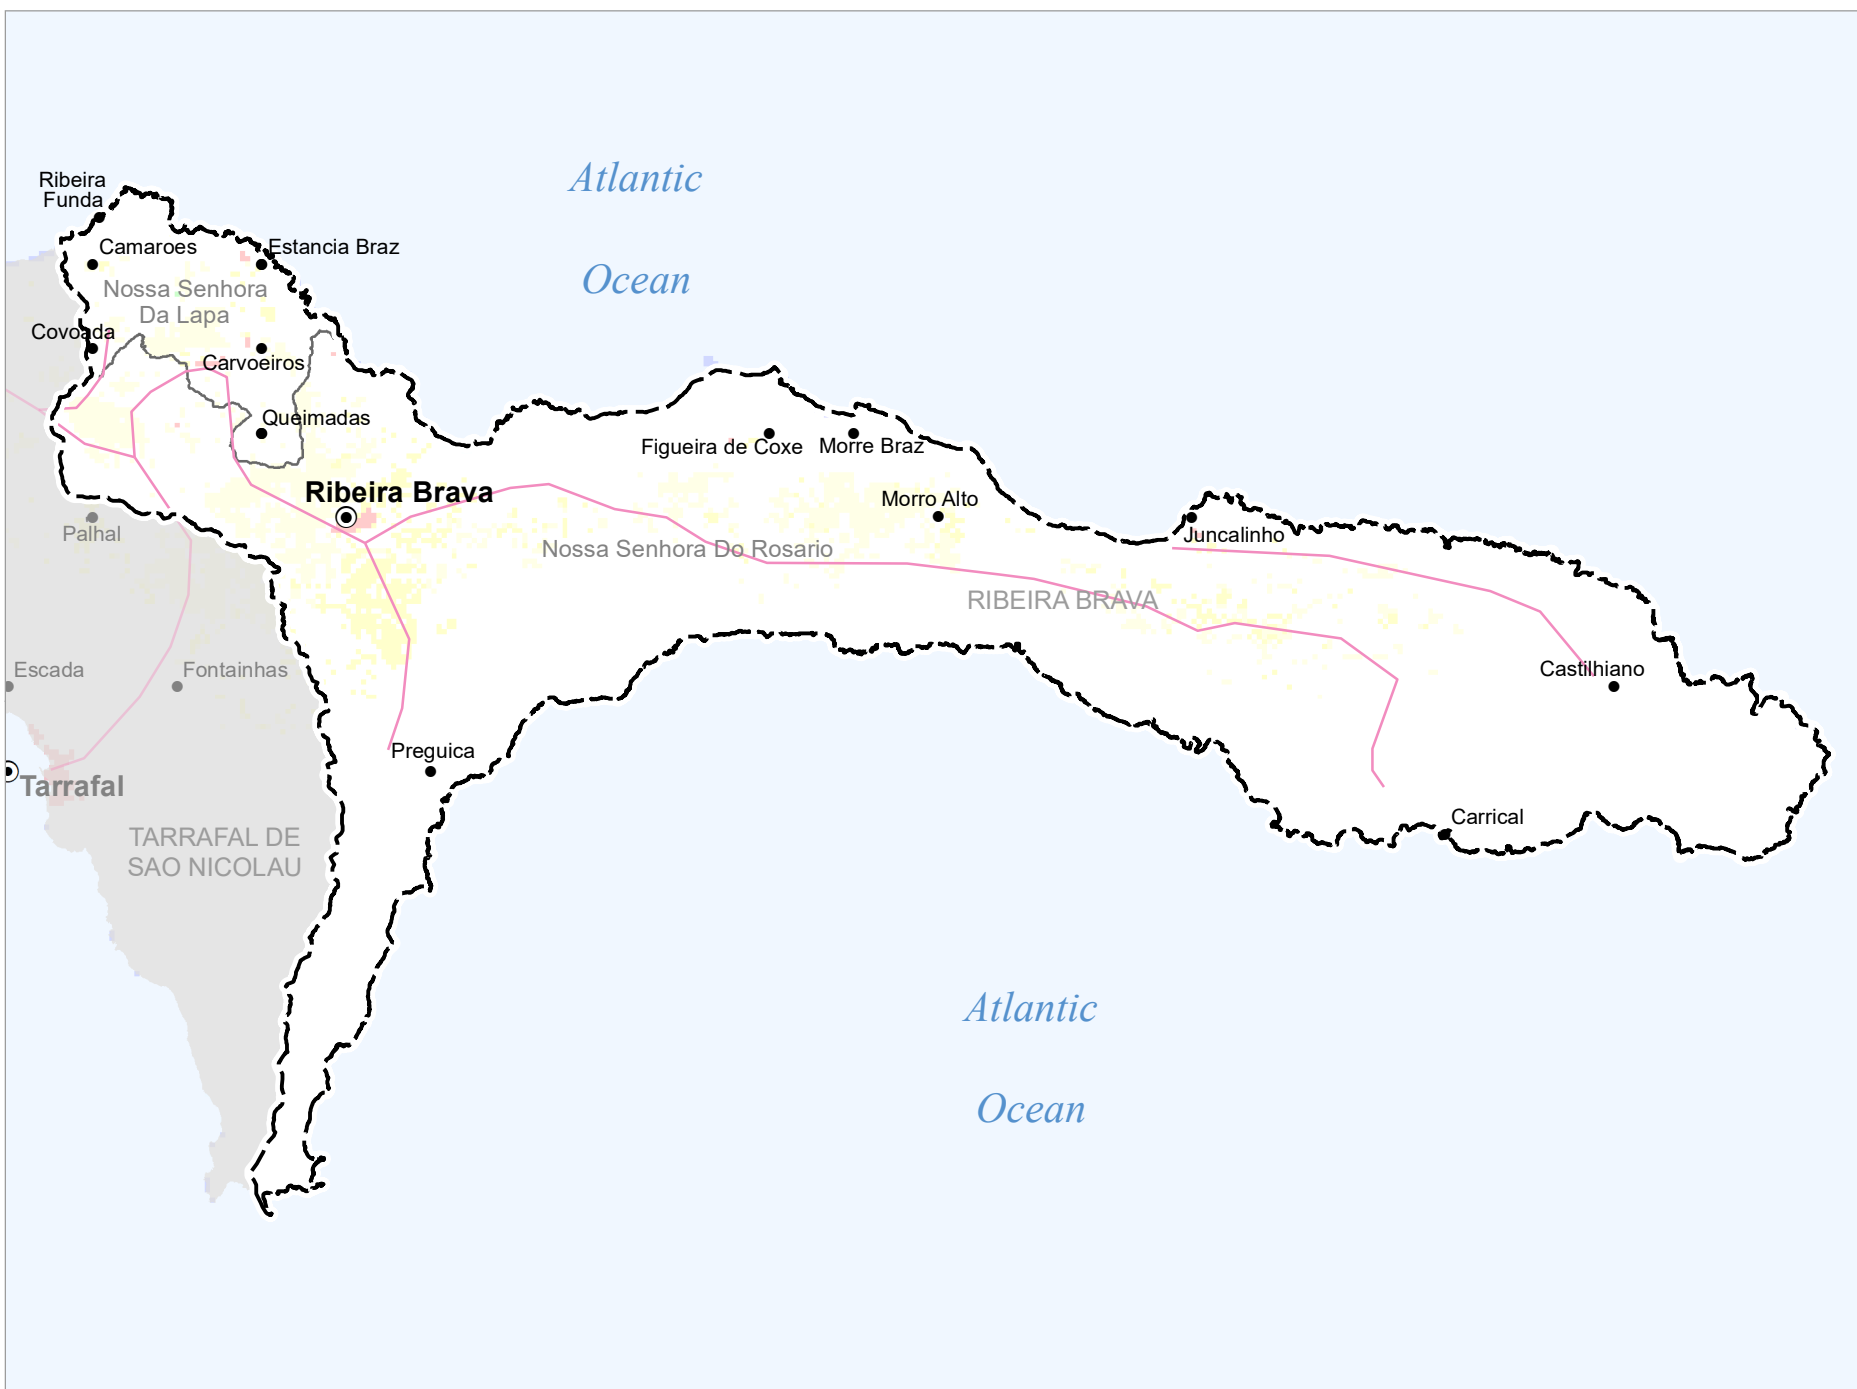 Atlantic
Ocean
Ribeira
Funda
Camaroes
Estancia Braz
Nossa Senhora
Da Lapa
Covoada
Carvoeiros
Queimadas
Figueira de Coxe
Morre Braz
Ribeira Brava
Morro Alto
Palhal
Juncalinho
Nossa Senhora Do Rosario
RIBEIRA BRAVA
Escada
Fontainhas
Castilhiano
Preguica
Tarrafal
Carrical
TARRAFAL DE
SAO NICOLAU
Atlantic
Ocean